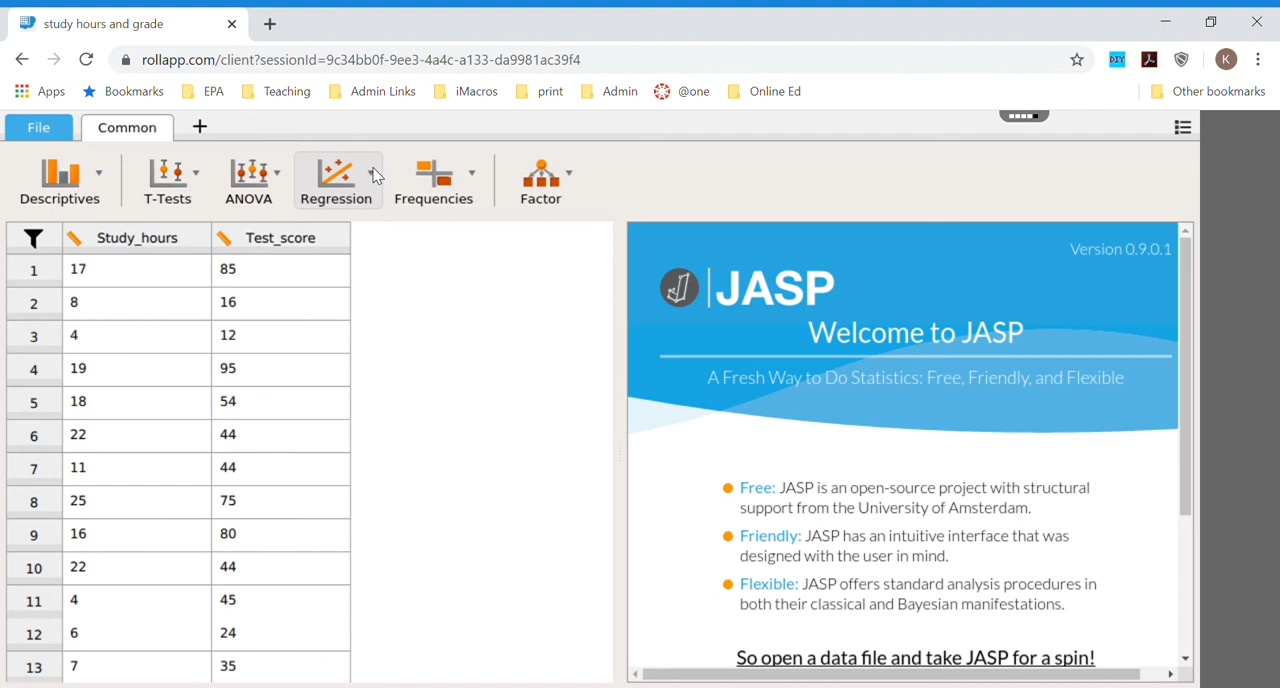 study hours and grade
rollapp.com/client?sessionId=9c34bb0f-9ee3-4a4c-a133-da9981ac39f4
DIY
K
Apps Bookmarks EPA Teaching Admin Links iMacros print Admin @one Online Ed Other bookmarks
File Common
Descriptives T-Tests ANOVA Regression Frequencies Factor
Study_hours Test_score
1 17 85
2 8 16
3 4 12
4 19 95
5 18 54
6 22 44
7 11 44
8 25 75
9 16 80
10 22 44
11 4 45
12 6 24
13 7 35
Version 0.9.0.1
JASP
Welcome to JASP
A Fresh Way to Do Statistics: Free, Friendly, and Flexible
Free: JASP is an open-source project with structural
support from the University of Amsterdam.
Friendly: JASP has an intuitive interface that was
designed with the user in mind.
Flexible: JASP offers standard analysis procedures in
both their classical and Bayesian manifestations.
So open a data file and take JASP for a spin!